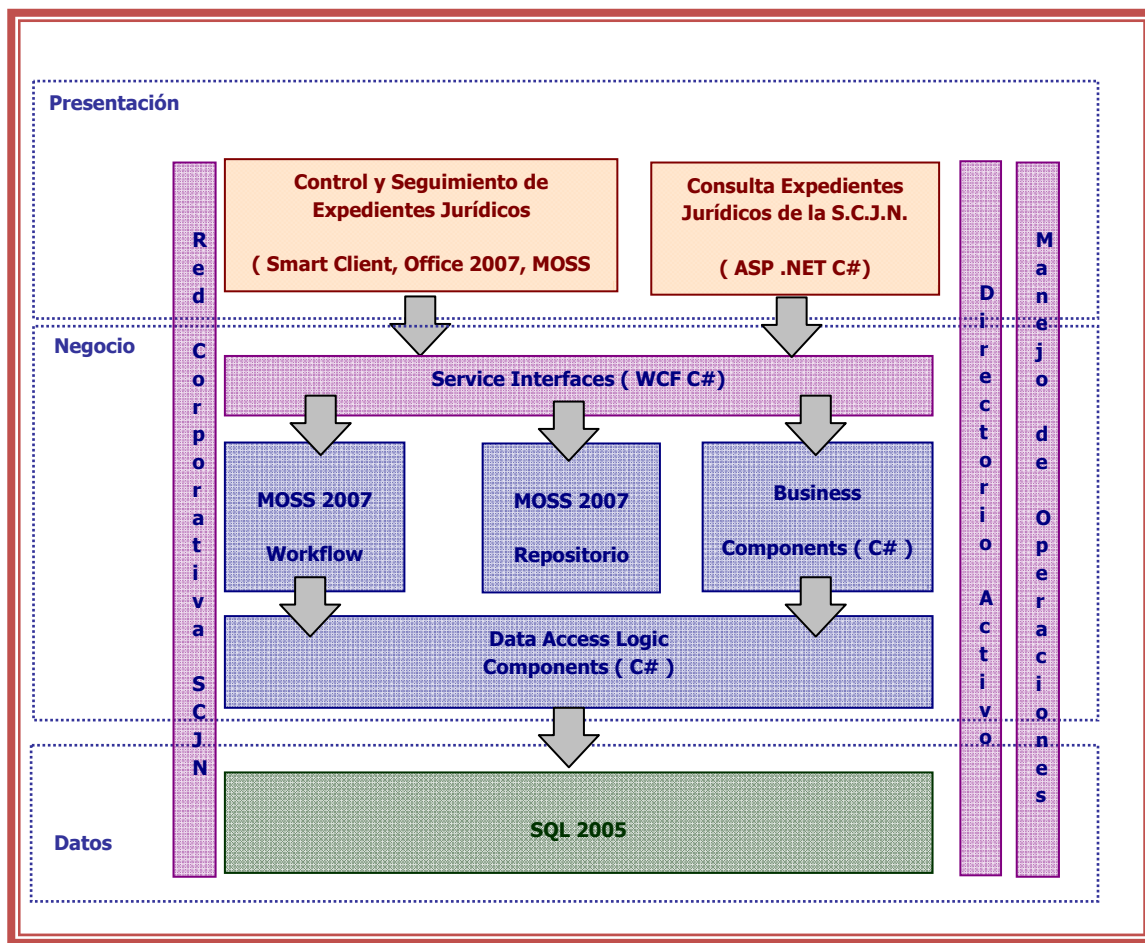 Presentación
Control y Seguimiento de
Expedientes Jurídicos
( Smart Client, Office 2007, MOSS
Consulta Expedientes
Jurídicos de la S.C.J.N.
( ASP .NET C#)
Red Corporativa SCJN
Directorio Activo
Manejo de Operaciones
Negocio
Service Interfaces ( WCF C#)
MOSS 2007
Workflow
MOSS 2007
Repositorio
Business
Components ( C# )
Data Access Logic
Components ( C# )
Datos
SQL 2005